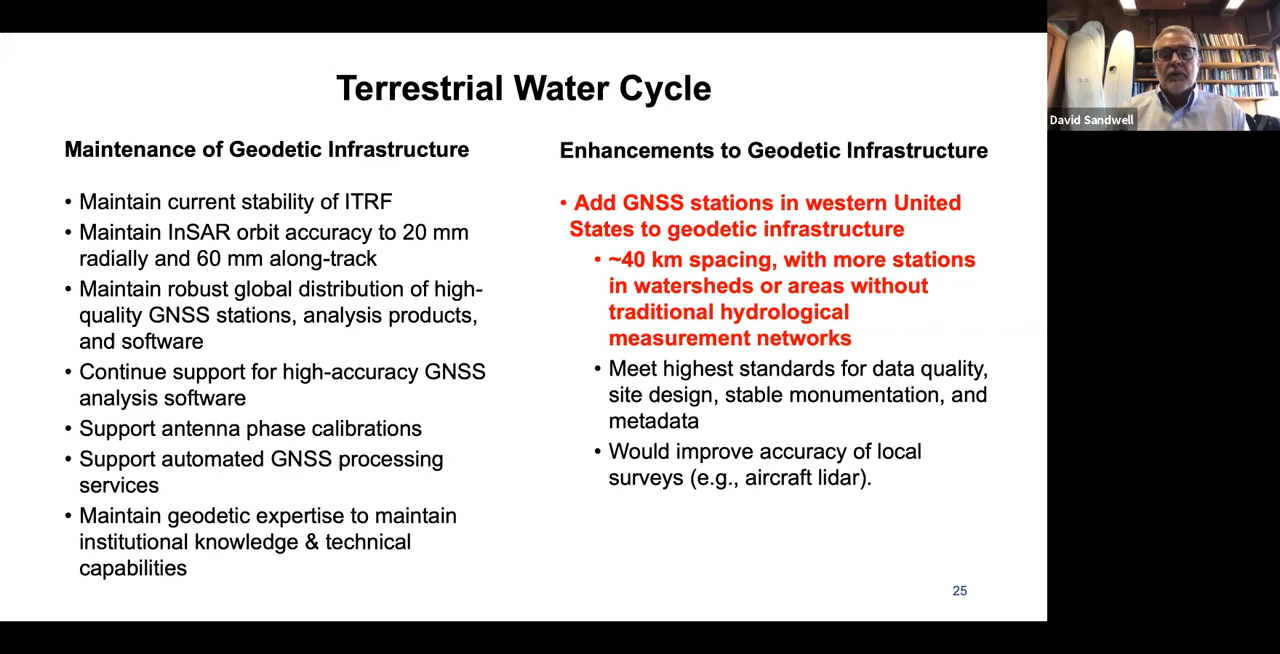 Terrestrial Water Cycle
Maintenance of Geodetic Infrastructure
• Maintain current stability of ITRF
• Maintain InSAR orbit accuracy to 20 mm
radially and 60 mm along-track
• Maintain robust global distribution of high-
quality GNSS stations, analysis products,
and software
• Continue support for high-accuracy GNSS
analysis software
• Support antenna phase calibrations
• Support automated GNSS processing
services
• Maintain geodetic expertise to maintain
institutional knowledge & technical
capabilities
Enhancements to Geodetic Infrastructure
• Add GNSS stations in western United
States to geodetic infrastructure
• ~40 km spacing, with more stations
in watersheds or areas without
traditional hydrological
measurement networks
• Meet highest standards for data quality,
site design, stable monumentation, and
metadata
• Would improve accuracy of local
surveys (e.g., aircraft lidar).
25
David Sandwell